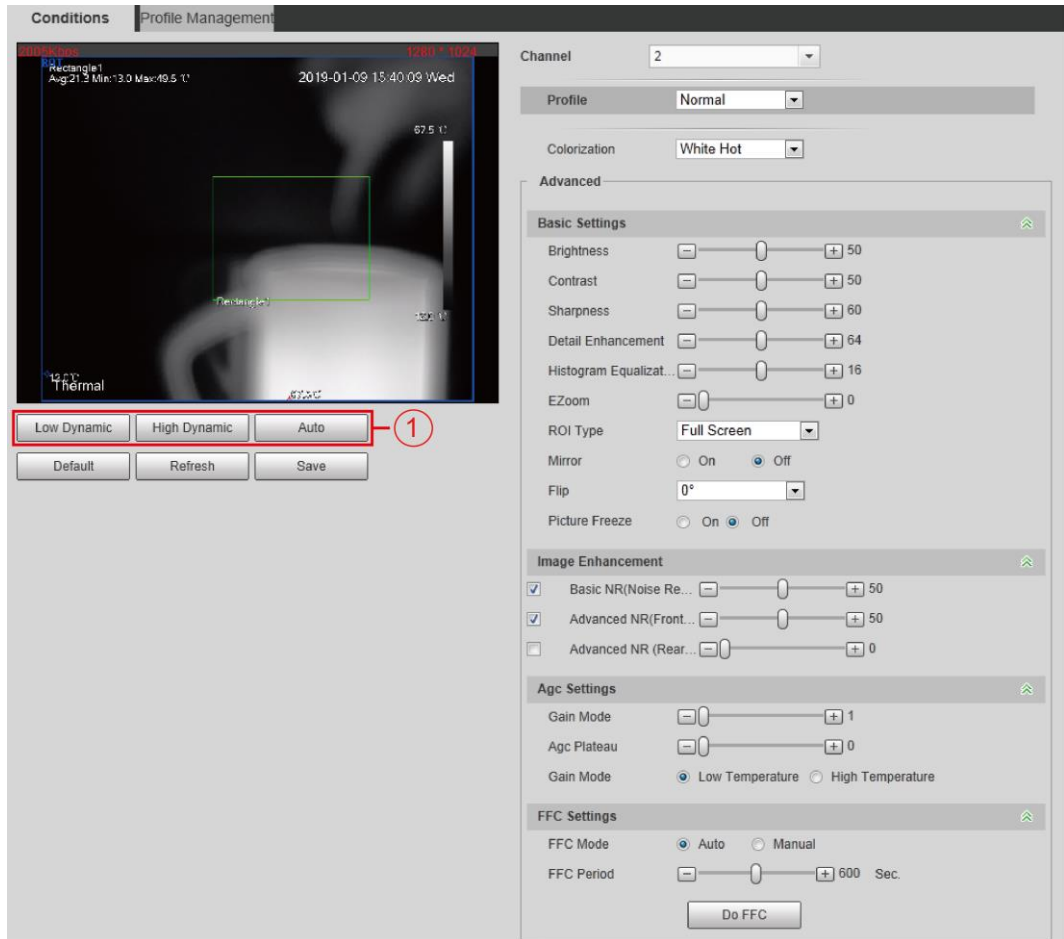 Conditions
Profile Management
2005Kbps
1280 * 1024
ROI
Rectangle1
Avg:21.3 Min:13.0 Max:49.5 ℃
2019-01-09 15:40:09 Wed
67.5 ℃
Rectangle1
Thermal
Low Dynamic
High Dynamic
Auto
1
Default
Refresh
Save
Channel 2
Profile Normal
Colorization White Hot
Advanced
Basic Settings
Brightness 50
Contrast 50
Sharpness 60
Detail Enhancement 64
Histogram Equalizat... 16
EZoom 0
ROI Type Full Screen
Mirror On Off
Flip 0°
Picture Freeze On Off
Image Enhancement
Basic NR(Noise Re... 50
Advanced NR(Front... 50
Advanced NR (Rear... 0
Agc Settings
Gain Mode 1
Agc Plateau 0
Gain Mode Low Temperature High Temperature
FFC Settings
FFC Mode Auto Manual
FFC Period 600 Sec.
Do FFC